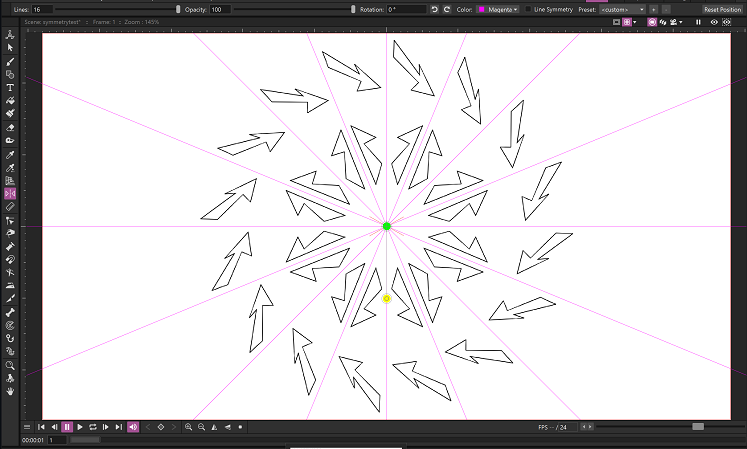 Lines: 16 Opacity: 100 Rotation: 0 ° Color: Magenta Line Symmetry Preset: <custom> + - Reset Position
Scene: symmetrytest* : Frame: 1 : Zoom : 145%
T
FPS -- / 24
00:00:01 1